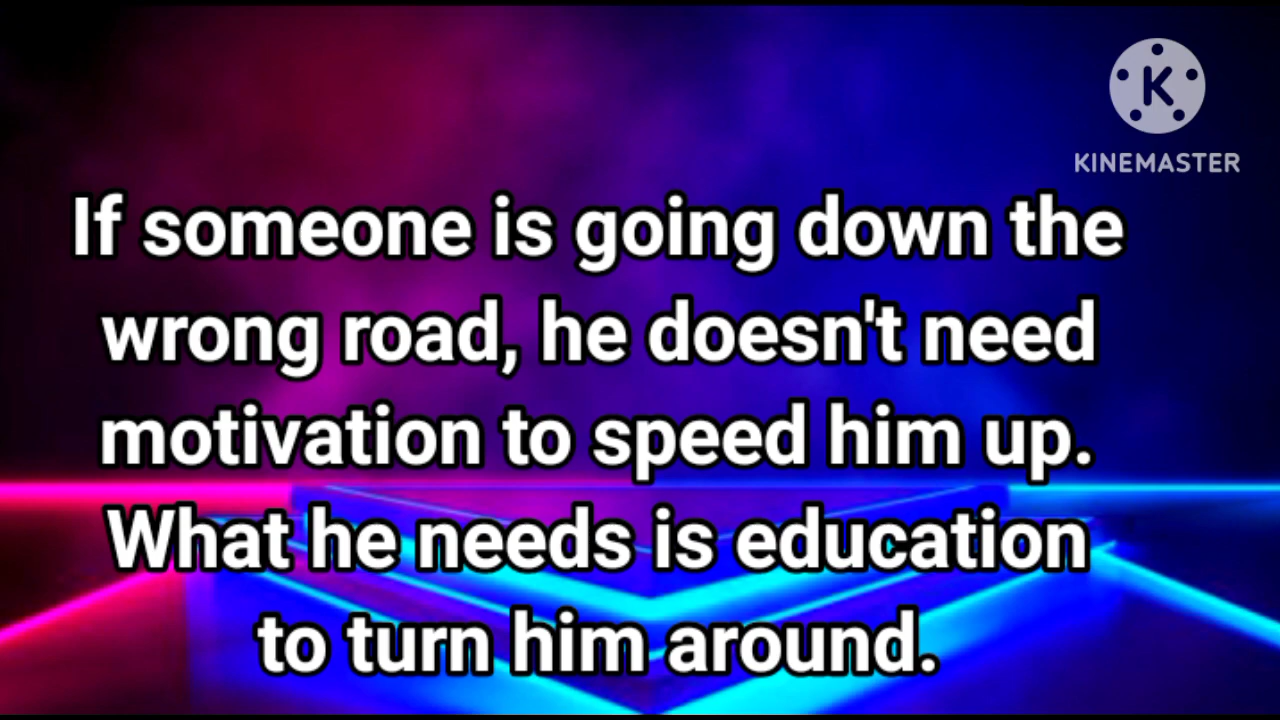 K
KINEMASTER
If someone is going down the
wrong road, he doesn't need
motivation to speed him up.
What he needs is education
to turn him around.